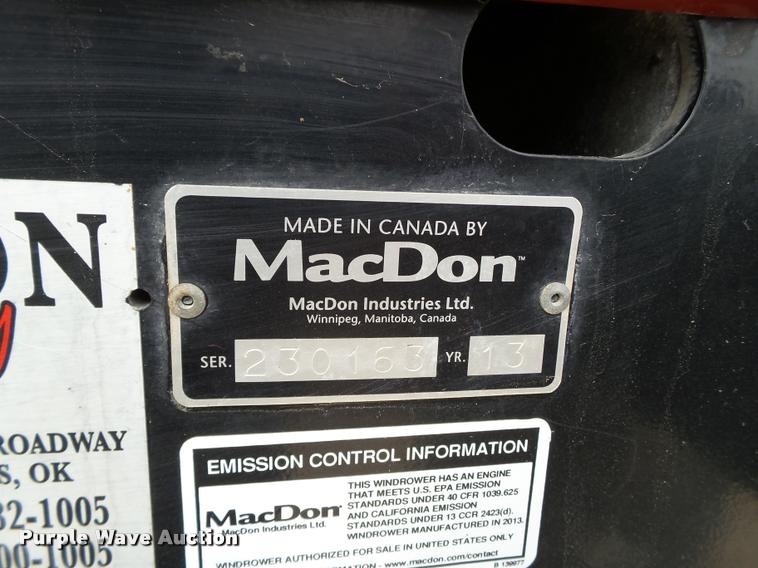 MADE IN CANADA BY
MacDon™
MacDon Industries Ltd.
Winnipeg, Manitoba, Canada
SER. 230163 YR. 13
N
ROADWAY
S, OK
32-1005
00-1005
EMISSION CONTROL INFORMATION
MacDon
MacDon Industries Ltd.
THIS WINDROWER HAS AN ENGINE
THAT MEETS U.S. EPA EMISSION
STANDARDS UNDER 40 CFR 1039.625
AND CALIFORNIA EMISSION
STANDARDS UNDER 13 CCR 2423(d).
WINDROWER MANUFACTURED IN 2013.
WINDROWER AUTHORIZED FOR SALE IN UNITED STATES ONLY
INFORMATION - www.macdon.com/contact
B 139977
Purple Wave Auction